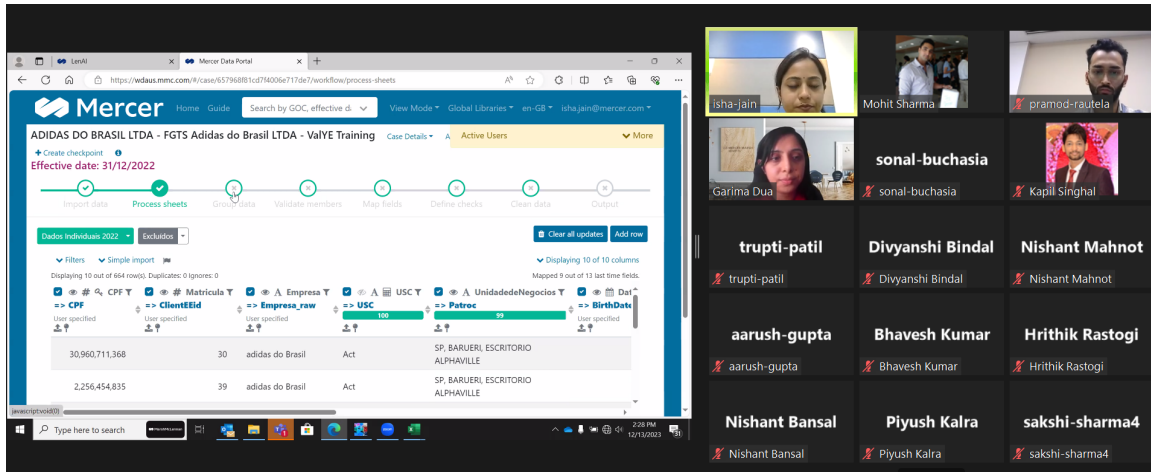 LenAI
Mercer Data Portal
https://wdaus.mmc.com/#/case/657968f81cd7f4006e717de7/workflow/process-sheets
Mercer
Home
Guide
Search by GOC, effective d
View Mode
Global Libraries
en-GB
isha.jain@mercer.com
ADIDAS DO BRASIL LTDA - FGTS Adidas do Brasil LTDA - ValYE Training
Case Details
A
Active Users
More
Create checkpoint
Effective date: 31/12/2022
Import data
Process sheets
Group data
Validate members
Map fields
Define checks
Clean data
Output
Dados Individuais 2022
Excluidos
Clear all updates
Add row
Filters
Simple import
Displaying 10 of 10 columns
Displaying 10 out of 664 row(s). Duplicates: 0 Ignores: 0
Mapped 9 out of 13 last time fields.
# CPF
# Matricula
A Empresa
A USC
A UnidadedeNegocios
Dat
=> CPF
=> ClientEEid
=> Empresa_raw
=> USC
=> Patroc
=> BirthDate
User specified
User specified
User specified
100
99
User specified
30,960,711,368
30
adidas do Brasil
Act
SP, BARUERI, ESCRITORIO
ALPHAVILLE
2,256,454,835
39
adidas do Brasil
Act
SP, BARUERI, ESCRITORIO
ALPHAVILLE
javascript:void(0)
Type here to search
2:28 PM
12/13/2023
isha-jain
Mohit Sharma
pramod-rautela
Garima Dua
sonal-buchasia
sonal-buchasia
Kapil Singhal
trupti-patil
trupti-patil
Divyanshi Bindal
Divyanshi Bindal
Nishant Mahnot
Nishant Mahnot
aarush-gupta
aarush-gupta
Bhavesh Kumar
Bhavesh Kumar
Hrithik Rastogi
Hrithik Rastogi
Nishant Bansal
Nishant Bansal
Piyush Kalra
Piyush Kalra
sakshi-sharma4
sakshi-sharma4